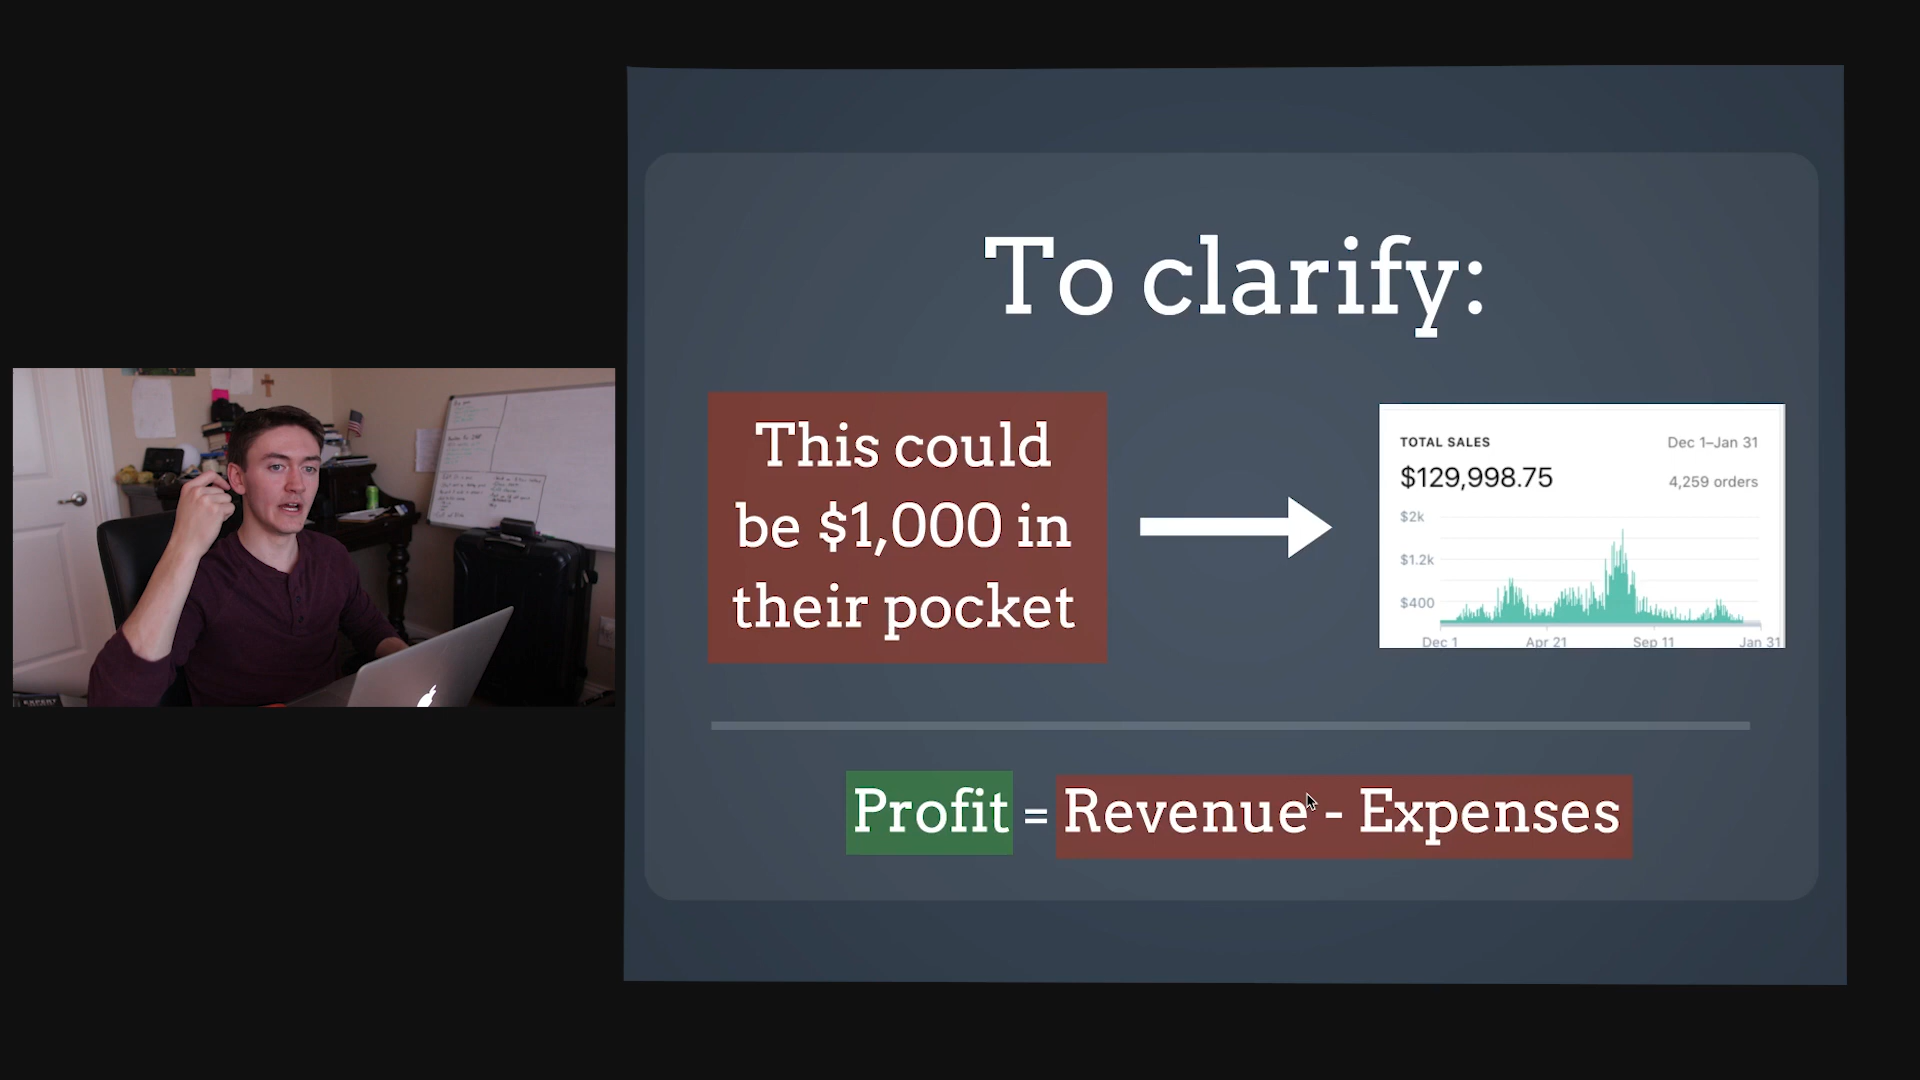 To clarify:
This could
be $1,000 in
their pocket
TOTAL SALES
Dec 1–Jan 31
$129,998.75
4,259 orders
$2k
$1.2k
$400
Dec 1
Apr 21
Sep 11
Jan 31
Profit = Revenue - Expenses
EXPERT